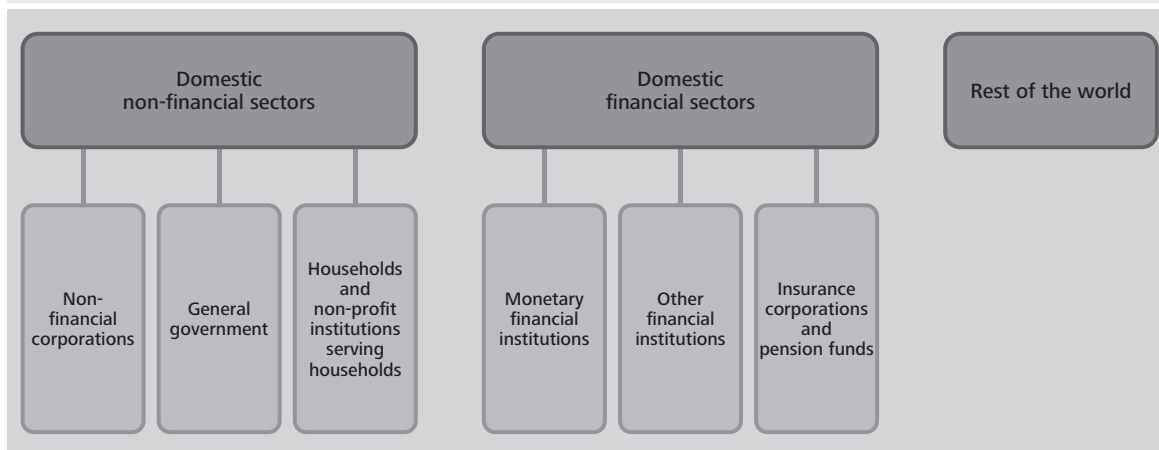 Domestic
non-financial sectors
Domestic
financial sectors
Rest of the world
Non-
financial
corporations
General
government
Households
and
non-profit
institutions
serving
households
Monetary
financial
institutions
Other
financial
institutions
Insurance
corporations
and
pension funds